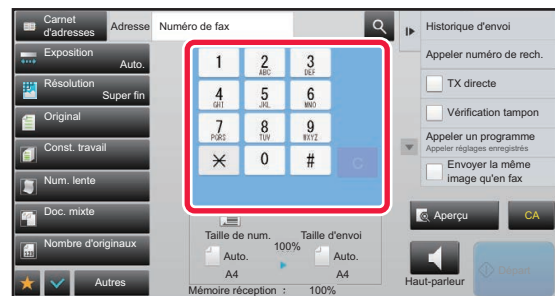 Carnet d'adresses
Adresse
Numéro de fax
Exposition
Auto.
Résolution
Super fin
Original
Const. travail
Num. lente
Doc. mixte
Nombre d'originaux
Autres
1
2 ABC
3 DEF
4 GHI
5 JKL
6 MNO
7 PQRS
8 TUV
9 WXYZ
0
#
C
Taille de num.
Taille d'envoi
100%
Auto.
Auto.
A4
A4
Mémoire réception : 100%
Historique d'envoi
Appeler numéro de rech.
TX directe
Vérification tampon
Appeler un programme
Appeler réglages enregistrés
Envoyer la même
image qu'en fax
Aperçu
CA
Haut-parleur
Départ